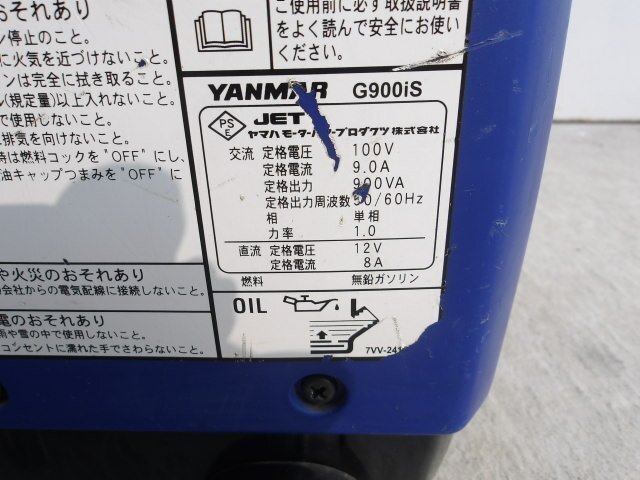 おそれあり
ン停止のこと。
に火気を近づけないこと。
ンは完全に拭き取ること。
ル(規定量)以上入れないこと。
で使用しないこと。
排気を向けないこと。
時は燃料コックを"OFF"にし、
油キャップつまみを"OFF"に
や火災のおそれあり
会社からの電気配線に接続しないこと。
電のおそれあり
雨や雪の中で使用しないこと。
コンセントに濡れた手でさわらないこと。
ご使用前に必ず取扱説明書
をよく読んで安全にお使い
ください。
YANMAR G900iS
PS
E
JET
ヤマハモーターパワープロダクツ株式会社
交流 定格電圧 100V
定格電流 9.0A
定格出力 900VA
定格出力周波数 50/60Hz
相 単相
力率 1.0
直流 定格電圧 12V
定格電流 8A
燃料 無鉛ガソリン
OIL
7VV-241